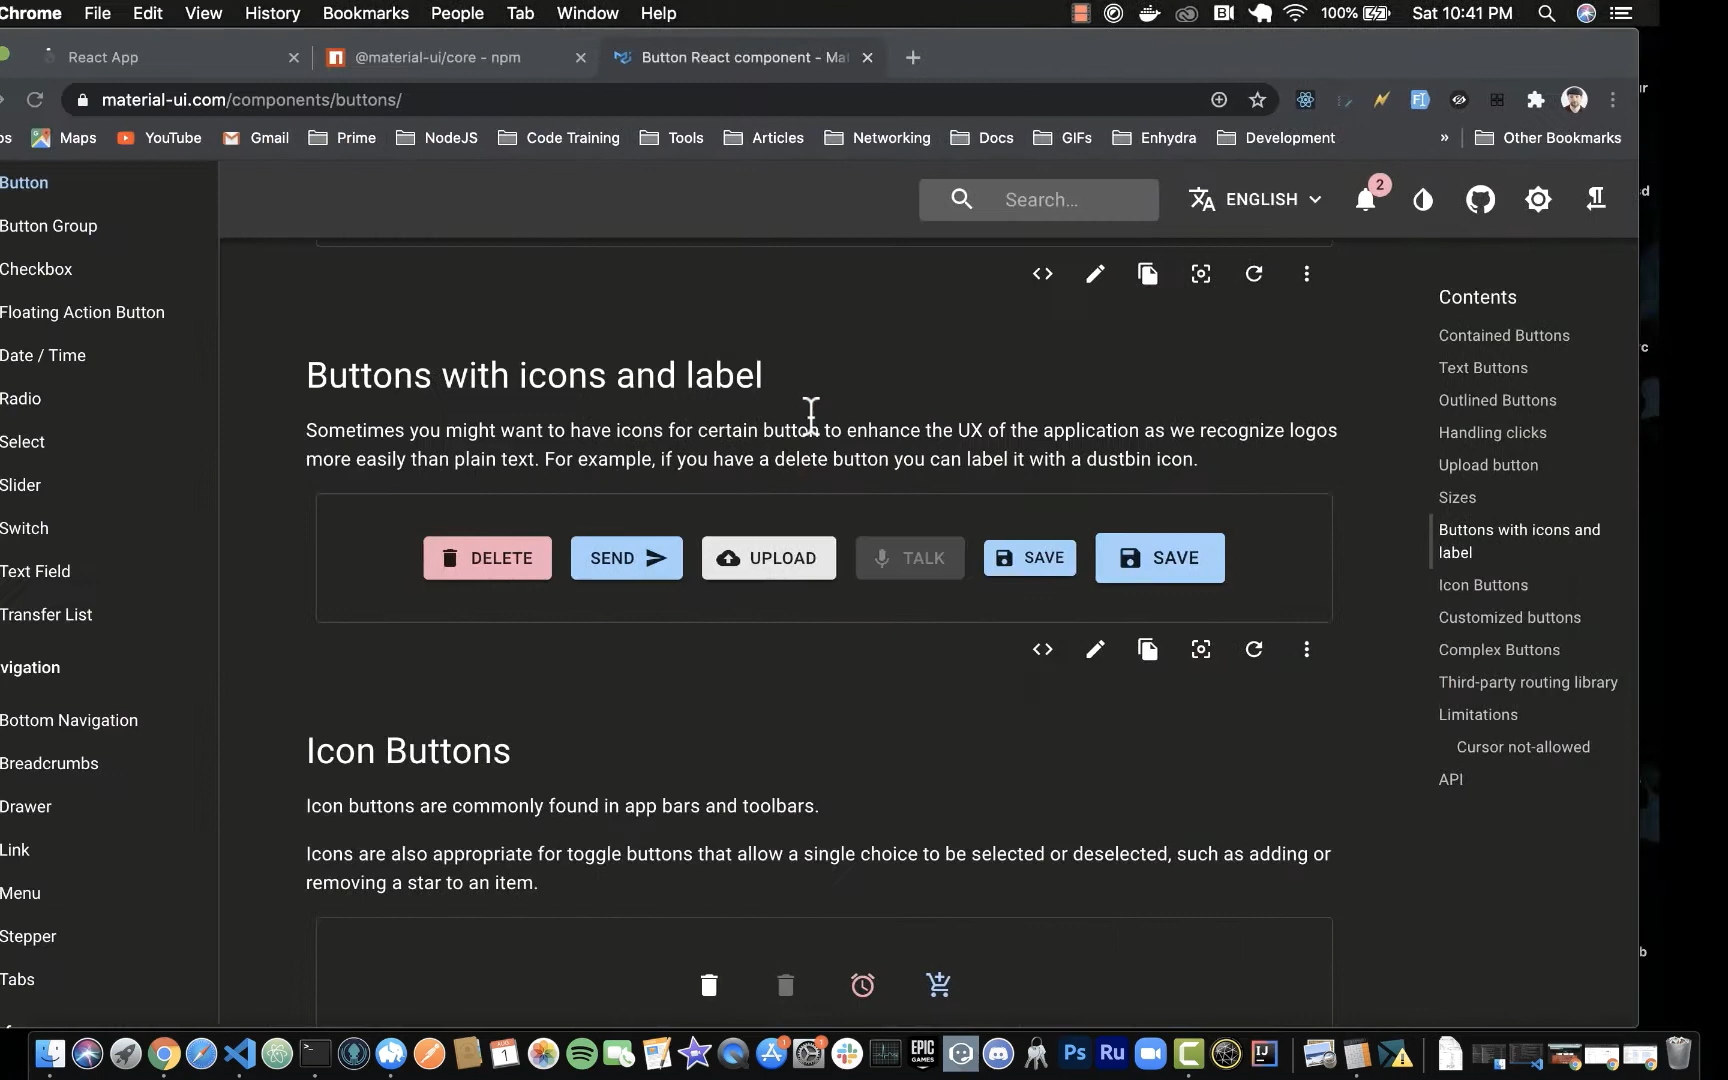 Chrome File Edit View History Bookmarks People Tab Window Help 100% Sat 10:41 PM
React App @material-ui/core - npm Button React component - Mat
material-ui.com/components/buttons/
Maps YouTube Gmail Prime NodeJS Code Training Tools Articles Networking Docs GIFs Enhydra Development » Other Bookmarks
Search… ENGLISH 2
Button
Button Group
Checkbox
Floating Action Button
Date / Time
Radio
Select
Slider
Switch
Text Field
Transfer List
vigation
Bottom Navigation
Breadcrumbs
Drawer
Link
Menu
Stepper
Tabs
Buttons with icons and label
Sometimes you might want to have icons for certain button to enhance the UX of the application as we recognize logos
more easily than plain text. For example, if you have a delete button you can label it with a dustbin icon.
DELETE SEND UPLOAD TALK SAVE SAVE
Icon Buttons
Icon buttons are commonly found in app bars and toolbars.
Icons are also appropriate for toggle buttons that allow a single choice to be selected or deselected, such as adding or
removing a star to an item.
Contents
Contained Buttons
Text Buttons
Outlined Buttons
Handling clicks
Upload button
Sizes
Buttons with icons and
label
Icon Buttons
Customized buttons
Complex Buttons
Third-party routing library
Limitations
Cursor not-allowed
API
EPIC
GAMES
Ps
Ru
IJ